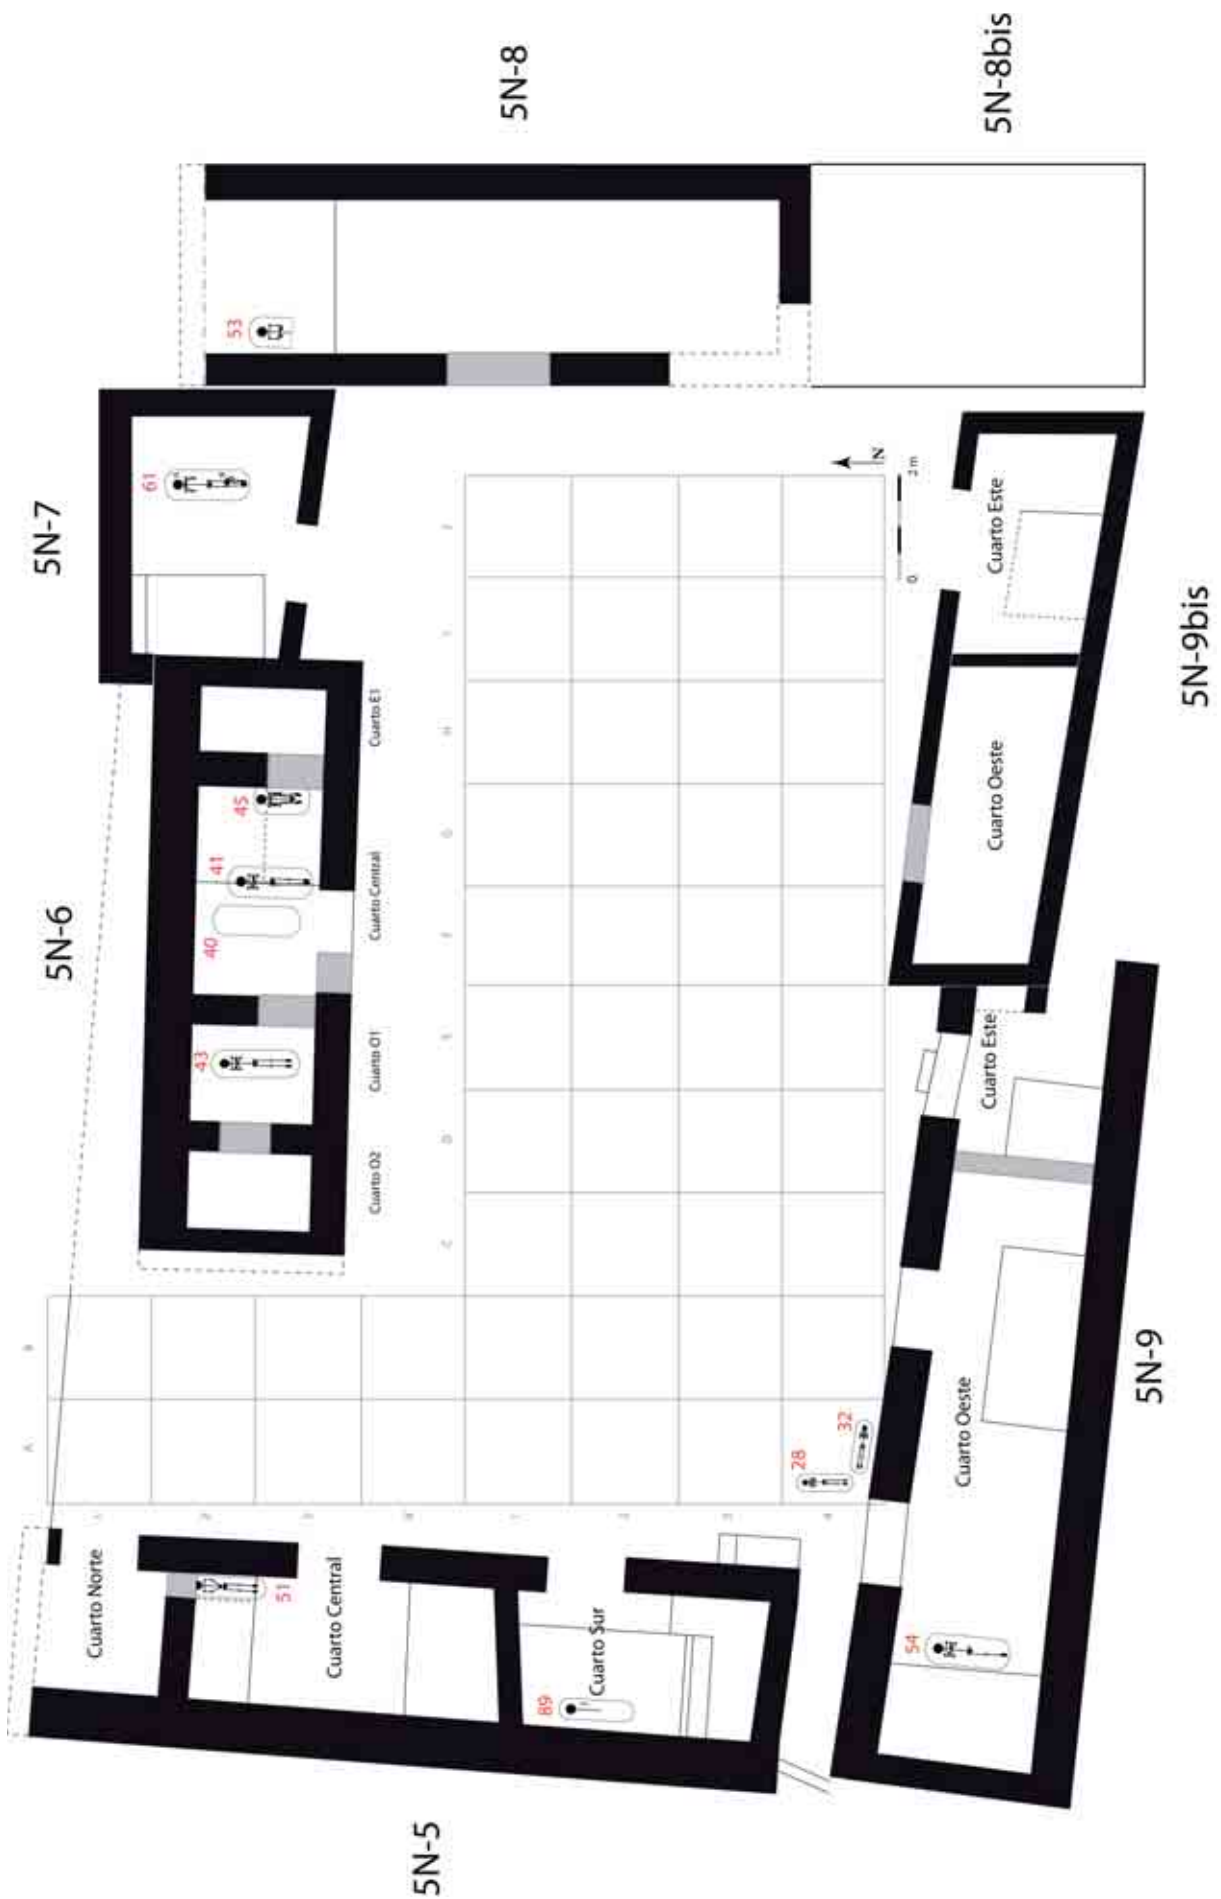 A
B
5N-7
5N-6
Cuarto Norte
61
43
40
41
53
45
51
Cuarto Central
Cuarto O2
Cuarto O1
Cuarto Central
Cuarto E1
5N-5
C
D
E
F
G
H
5N-8
89
Cuarto Sur
28
32
N
54
0
2 m
Cuarto Oeste
Cuarto Este
Cuarto Oeste
Cuarto Este
5N-8bis
5N-9
5N-9bis